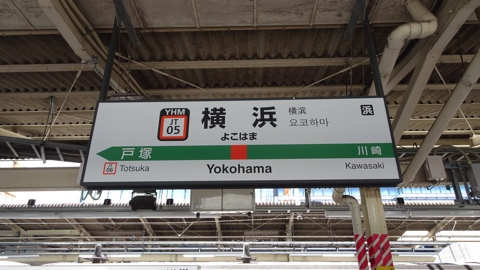 YHM
JT
05
横浜
よこはま
横滨
요코하마
浜
戸塚
川崎
JT
06
Totsuka
Yokohama
Kawasaki